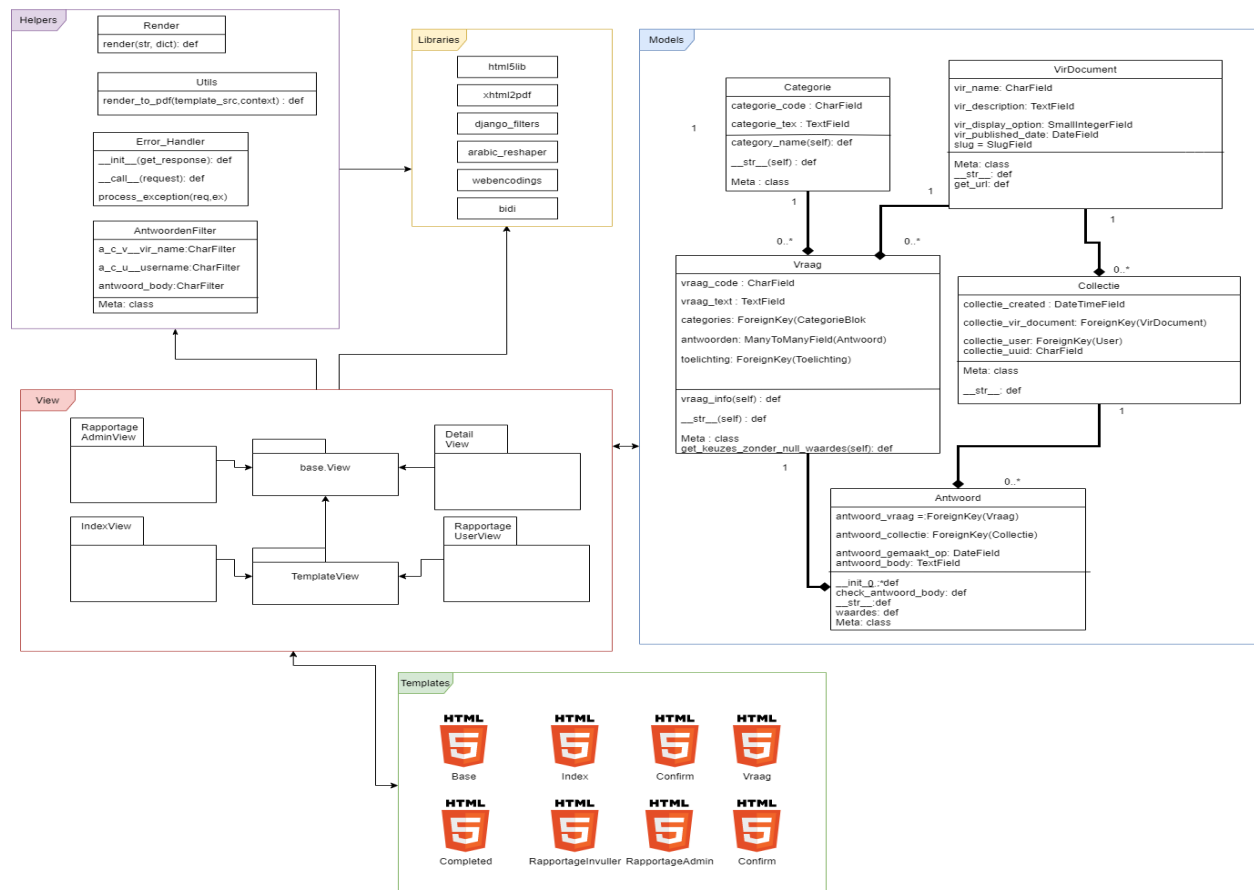 Helpers
Render
render(str, dict): def
Utils
render_to_pdf(template_src,context) : def
Error_Handler
__init__(get_response): def
__call__(request): def
process_exception(req,ex)
AntwoordenFilter
a_c_v__vir_name:CharFilter
a_c_u__username:CharFilter
antwoord_body:CharFilter
Meta: class
Libraries
html5lib
xhtml2pdf
django_filters
arabic_reshaper
webencodings
bidi
Models
Categorie
categorie_code : CharField
categorie_tex : TextField
category_name(self): def
__str__(self) : def
Meta : class
1
1
0..*
VirDocument
vir_name: CharField
vir_description: TextField
vir_display_option: SmallIntegerField
vir_published_date: DateField
slug = SlugField
Meta: class
__str__: def
get_url: def
1
0..*
1
0..*
Vraag
vraag_code : CharField
vraag_text : TextField
categories: ForeignKey(CategorieBlok
antwoorden: ManyToManyField(Antwoord)
toelichting: ForeignKey(Toelichting)
vraag_info(self) : def
__str__(self) : def
Meta : class
get_keuzes_zonder_null_waardes(self): def
1
Collectie
collectie_created : DateTimeField
collectie_vir_document: ForeignKey(VirDocument)
collectie_user: ForeignKey(User)
collectie_uuid: CharField
Meta: class
__str__: def
1
0..*
Antwoord
antwoord_vraag =:ForeignKey(Vraag)
antwoord_collectie: ForeignKey(Collectie)
antwoord_gemaakt_op: DateField
antwoord_body: TextField
check_antwoord_body: def
__str__:def
waardes: def
Meta: class
View
Rapportage
AdminView
base.View
Detail
View
IndexView
TemplateView
Rapportage
UserView
Templates
HTML
HTML
HTML
HTML
5
5
5
5
Base
Index
Confirm
Vraag
HTML
HTML
HTML
HTML
5
5
5
5
Completed
RapportageInvuller
RapportageAdmin
Confirm